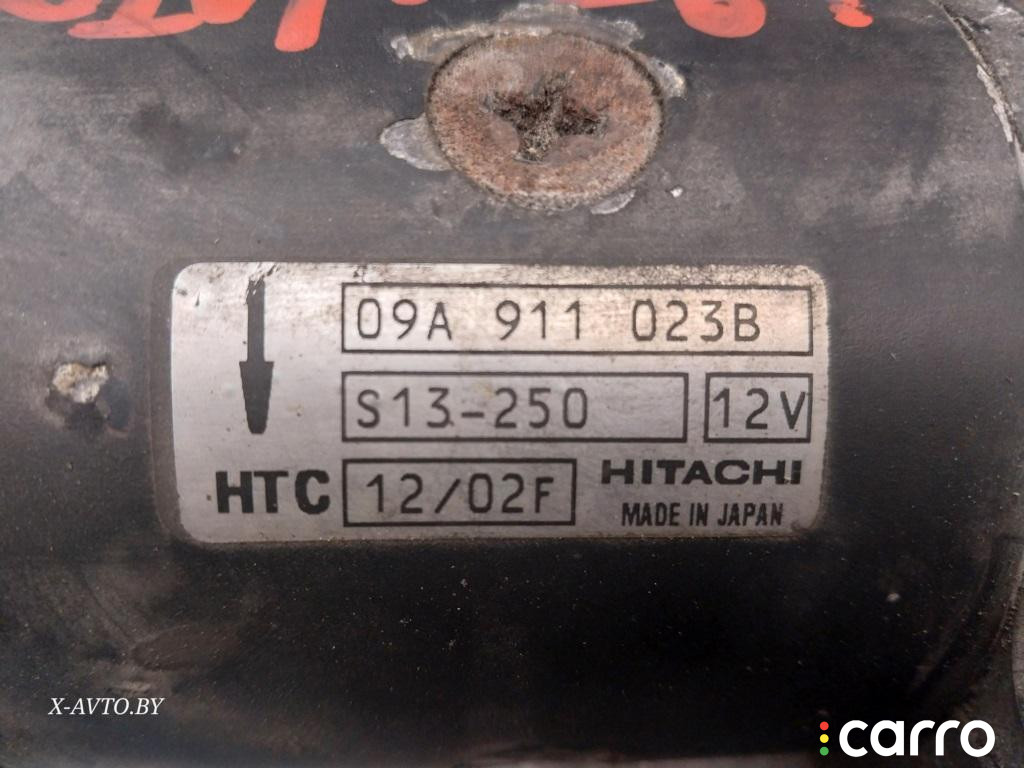 09A 911 023B
S13-250 12V
HTC 12/02F HITACHI
MADE IN JAPAN
X-AVTO.BY
carro